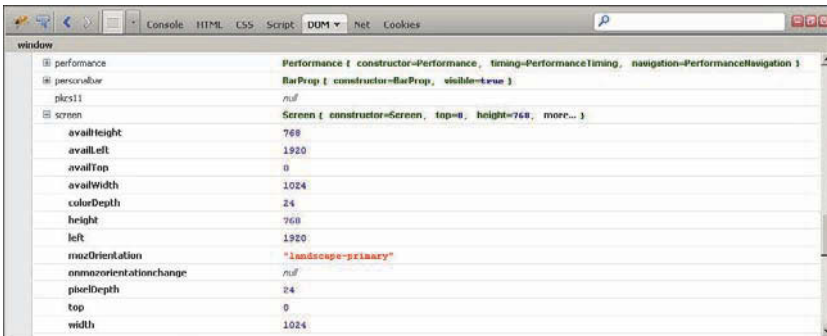 Console HTML CSS Script DOM Net Cookies
window
performance Performance { constructor=Performance, timing=PerformanceTiming, navigation=PerformanceNavigation }
personalbar BarProp { constructor=BarProp, visible=true }
pkcs11 null
screen Screen { constructor=Screen, top=0, height=768, more... }
availHeight 768
availLeft 1920
availTop 0
availWidth 1024
colorDepth 24
height 768
left 1920
mozOrientation "landscape-primary"
onmozorientationchange null
pixelDepth 24
top 0
width 1024